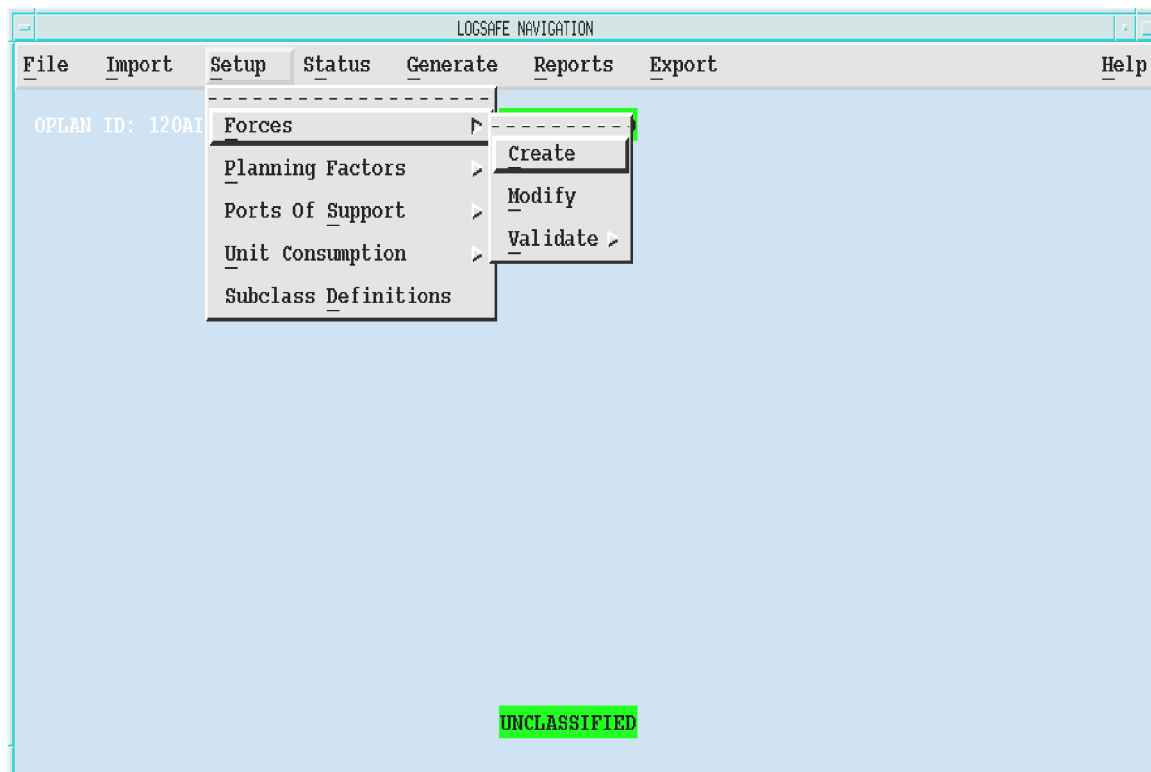 LOGSAFE NAVIGATION
File Import Setup Status Generate Reports Export Help
OPLAN ID: 120AI
Forces
Create
Planning Factors
Modify
Ports Of Support
Validate
Unit Consumption
Subclass Definitions
UNCLASSIFIED